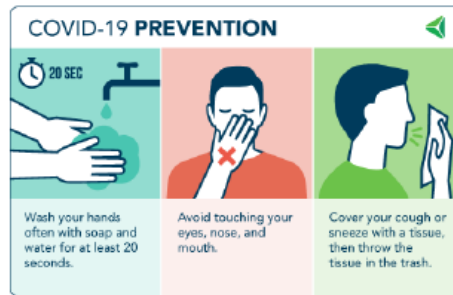 COVID-19 PREVENTION
20 SEC
Wash your hands
often with soap and
water for at least 20
seconds.
Avoid touching your
eyes, nose, and
mouth.
Cover your cough or
sneeze with a tissue,
then throw the
tissue in the trash.